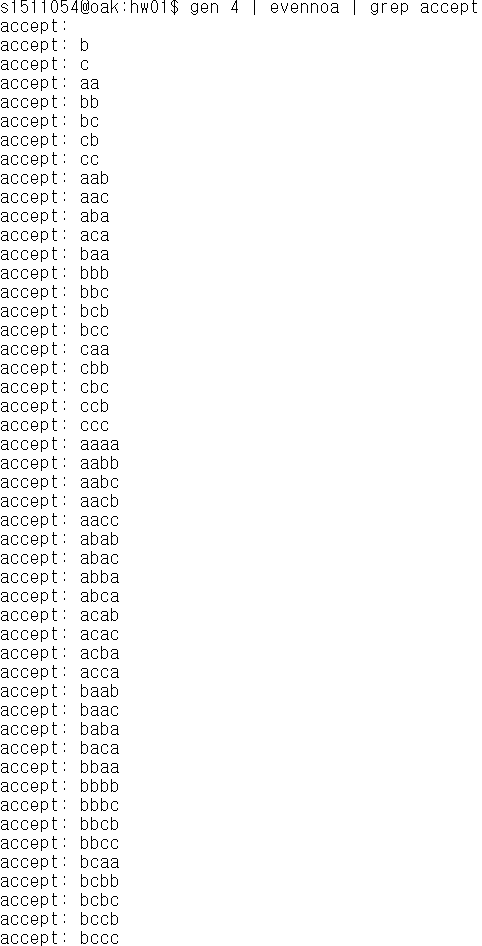 s1511054@oak:hw01$ gen 4 | evennoa | grep accept
accept:
accept: b
accept: c
accept: aa
accept: bb
accept: bc
accept: cb
accept: cc
accept: aab
accept: aac
accept: aba
accept: aca
accept: baa
accept: bbb
accept: bbc
accept: bcb
accept: bcc
accept: caa
accept: cbb
accept: cbc
accept: ccb
accept: ccc
accept: aaaa
accept: aabb
accept: aabc
accept: aacb
accept: aacc
accept: abab
accept: abac
accept: abba
accept: abca
accept: acab
accept: acac
accept: acba
accept: acca
accept: baab
accept: baac
accept: baba
accept: baca
accept: bbaa
accept: bbbb
accept: bbbc
accept: bbcb
accept: bbcc
accept: bcaa
accept: bcbb
accept: bcbc
accept: bccb
accept: bccc